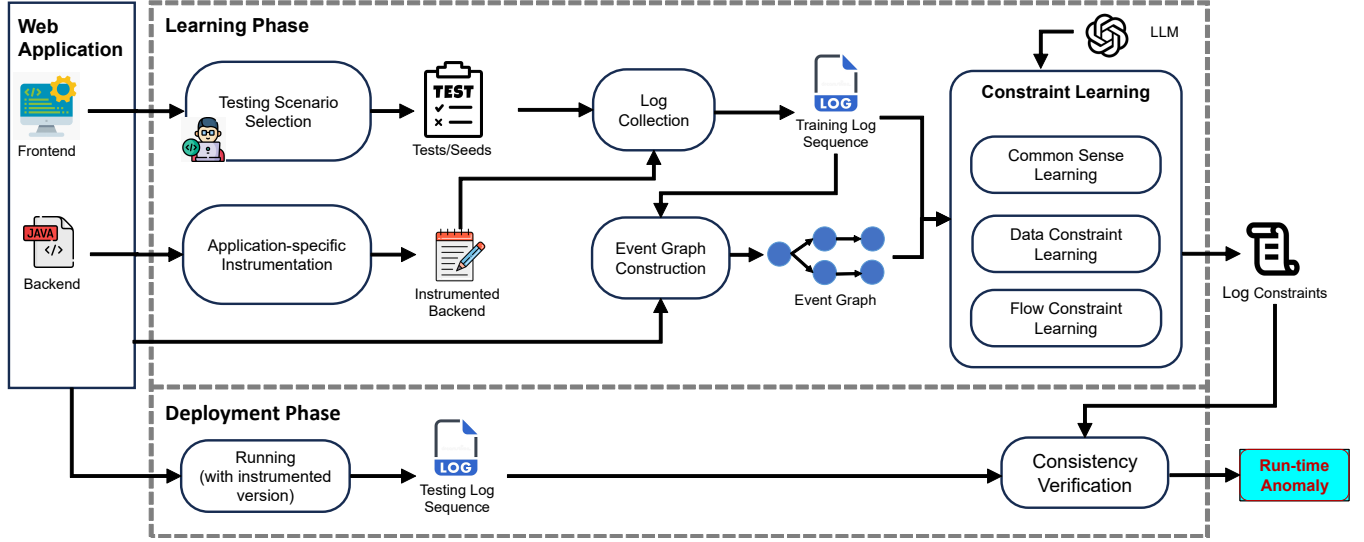 Web
Application
Frontend
JAVA
</>
Backend
Learning Phase
Testing Scenario
Selection
</>
TEST
Tests/Seeds
Log
Collection
LOG
Training Log
Sequence
Application-specific
Instrumentation
Instrumented
Backend
Event Graph
Construction
Event Graph
LLM
Constraint Learning
Common Sense
Learning
Data Constraint
Learning
Flow Constraint
Learning
Log Constraints
Deployment Phase
Running
(with instrumented
version)
LOG
Testing Log
Sequence
Consistency
Verification
Run-time
Anomaly